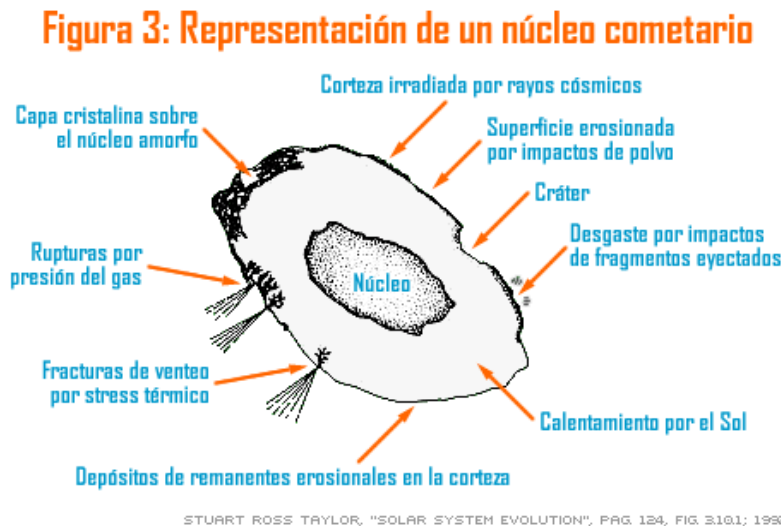 Figura 3: Representación de un núcleo cometario
Corteza irradiada por rayos cósmicos
Capa cristalina sobre
el núcleo amorfo
Superficie erosionada
por impactos de polvo
Cráter
Desgaste por impactos
de fragmentos eyectados
Rupturas por
presión del gas
Núcleo
Fracturas de venteo
por stress térmico
Calentamiento por el Sol
Depósitos de remanentes erosionales en la corteza
STUART ROSS TAYLOR, "SOLAR SYSTEM EVOLUTION", PAG. 124, FIG. 3.10.1;